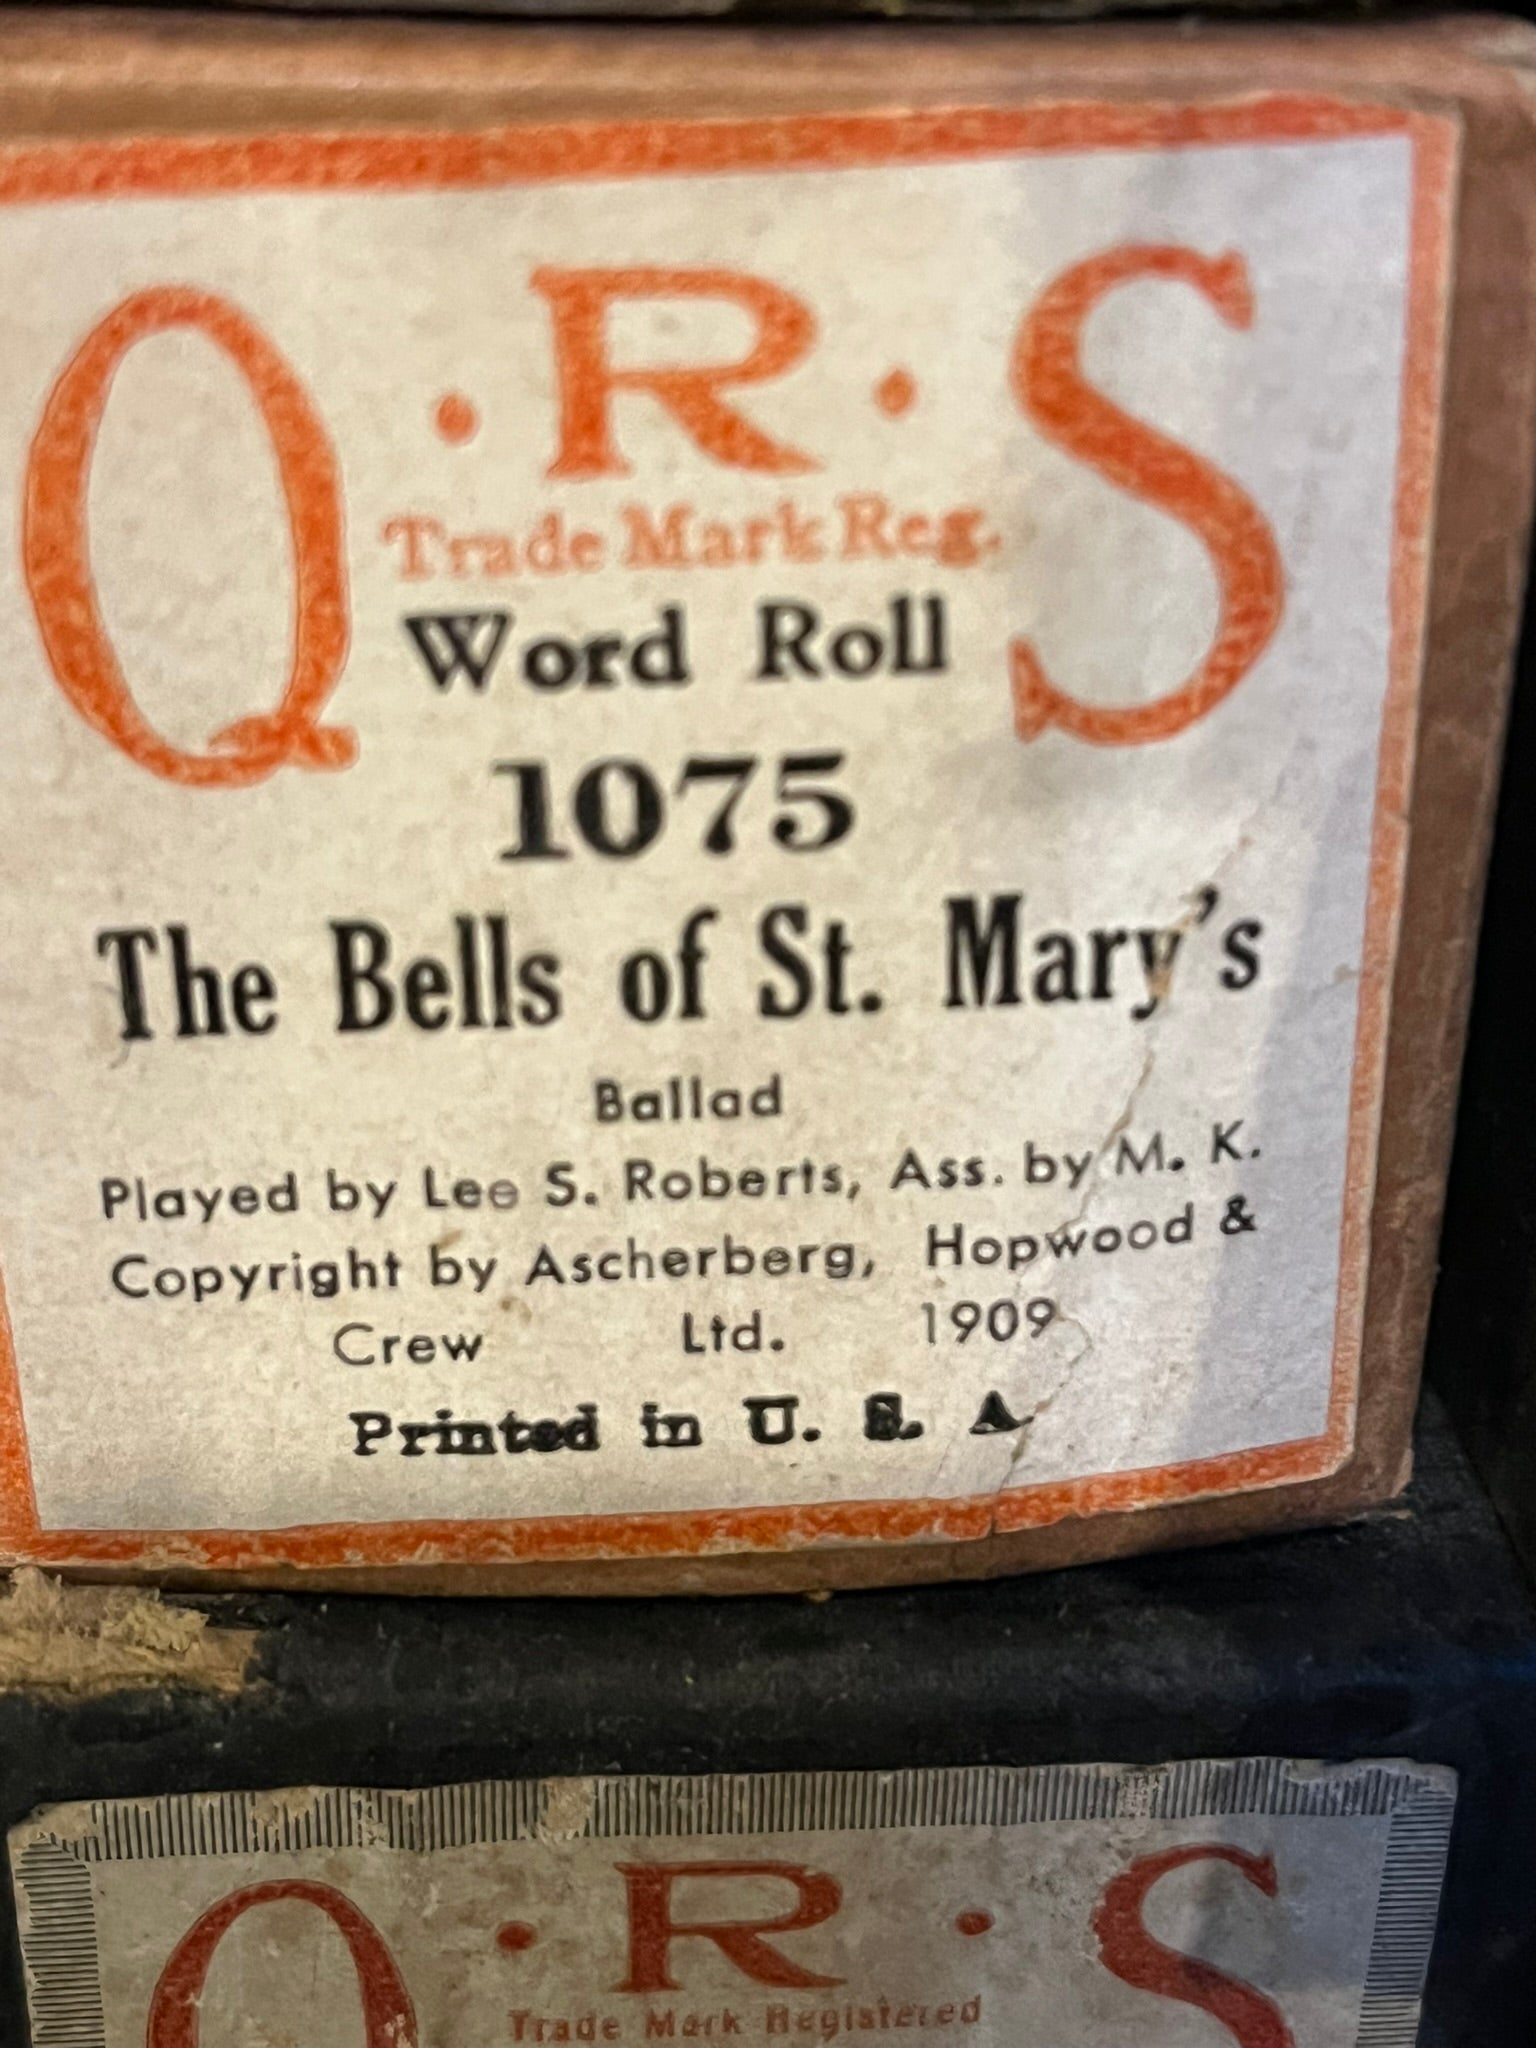 Q·R·S
Trade Mark Reg.
Word Roll
1075
The Bells of St. Mary's
Ballad
Played by Lee S. Roberts, Ass. by M. K.
Copyright by Ascherberg, Hopwood &
Crew Ltd. 1909
Printed in U. S. A
Q·R·S
Trade Mark Registered